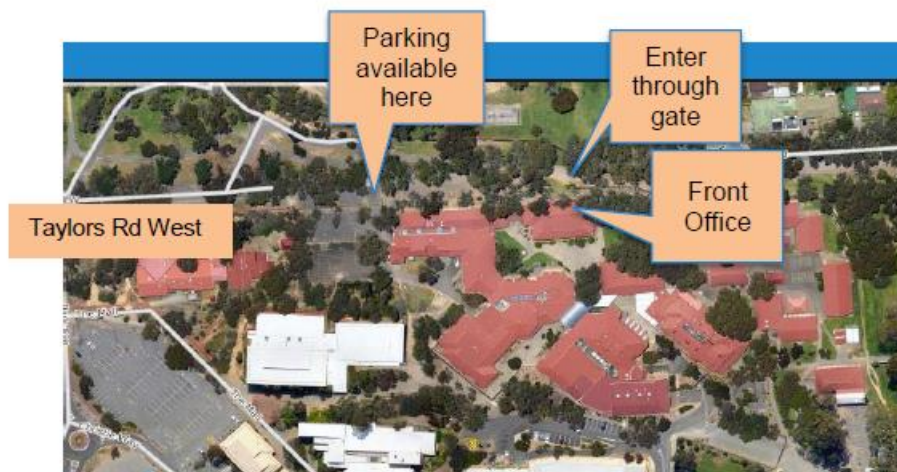 Parking
available
here
Enter
through
gate
Front
Office
Taylors Rd West